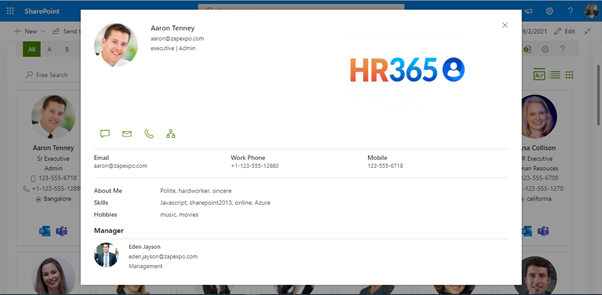 SharePoint
New
Send t
9/2/2021
Edit
All
A
B
Free Search
Aaron Tenney
Sr Executive
Admin
123-555-6718
+1-123-555-12880
Bangalore
Aaron Tenney
aaron@zapexpo.com
executive | Admin
HR365
Email
Work Phone
Mobile
aaron@zapexpo.com
+1-123-555-12880
123-555-6718
About Me
Polite, hardworker, sincere
Skills
Javascript. sharepoint2013, online, Azure
Hobbies
music, movies
Manager
Eden Jayson
eden.jayson@zapexpo.com
Management
ysa Collison
R Executive
man Resouces
23-555-6700
23-555-1270
california